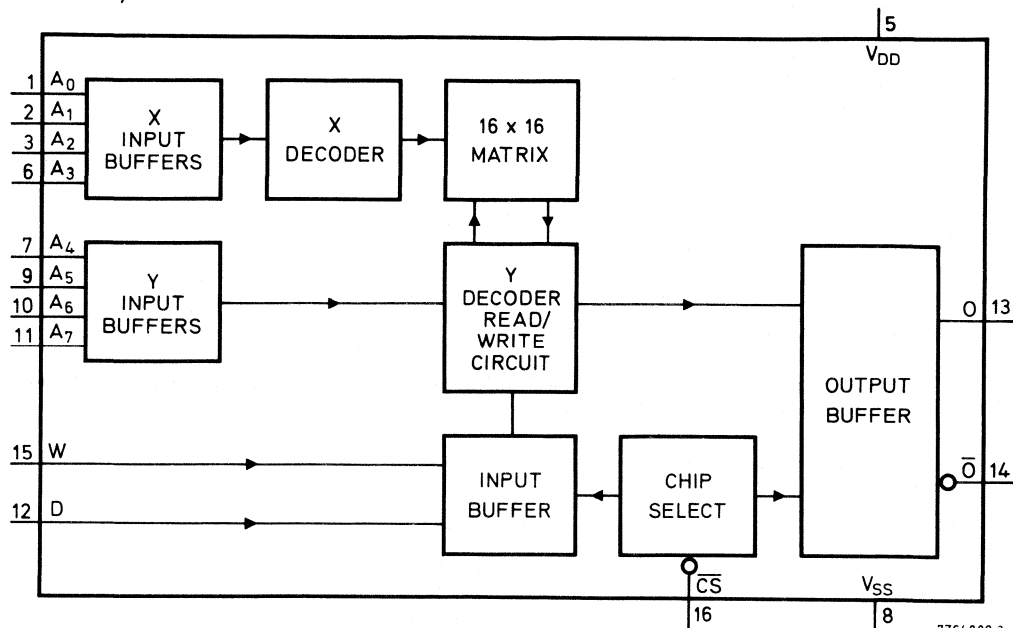 5
VDD
1 A0
2 A1
3 A2
6 A3
X
INPUT
BUFFERS
X
DECODER
16 x 16
MATRIX
7 A4
9 A5
10 A6
11 A7
Y
INPUT
BUFFERS
Y
DECODER
READ/
WRITE
CIRCUIT
O 13
OUTPUT
BUFFER
O̅ 14
15 W
12 D
INPUT
BUFFER
CHIP
SELECT
C̅S̅
16
VSS
8